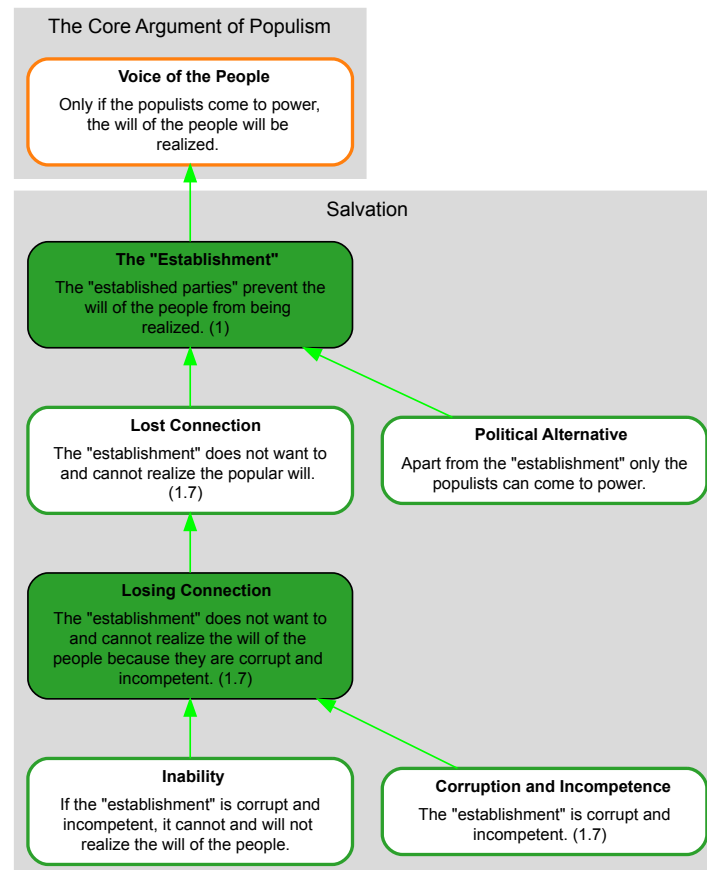 The Core Argument of Populism
Voice of the People
Only if the populists come to power,
the will of the people will be
realized.
Salvation
The "Establishment"
The "established parties" prevent the
will of the people from being
realized. (1)
Lost Connection
The "establishment" does not want to
and cannot realize the popular will.
(1.7)
Political Alternative
Apart from the "establishment" only the
populists can come to power.
Losing Connection
The "establishment" does not want to
and cannot realize the will of the
people because they are corrupt and
incompetent. (1.7)
Inability
If the "establishment" is corrupt and
incompetent, it cannot and will not
realize the will of the people.
Corruption and Incompetence
The "establishment" is corrupt and
incompetent. (1.7)